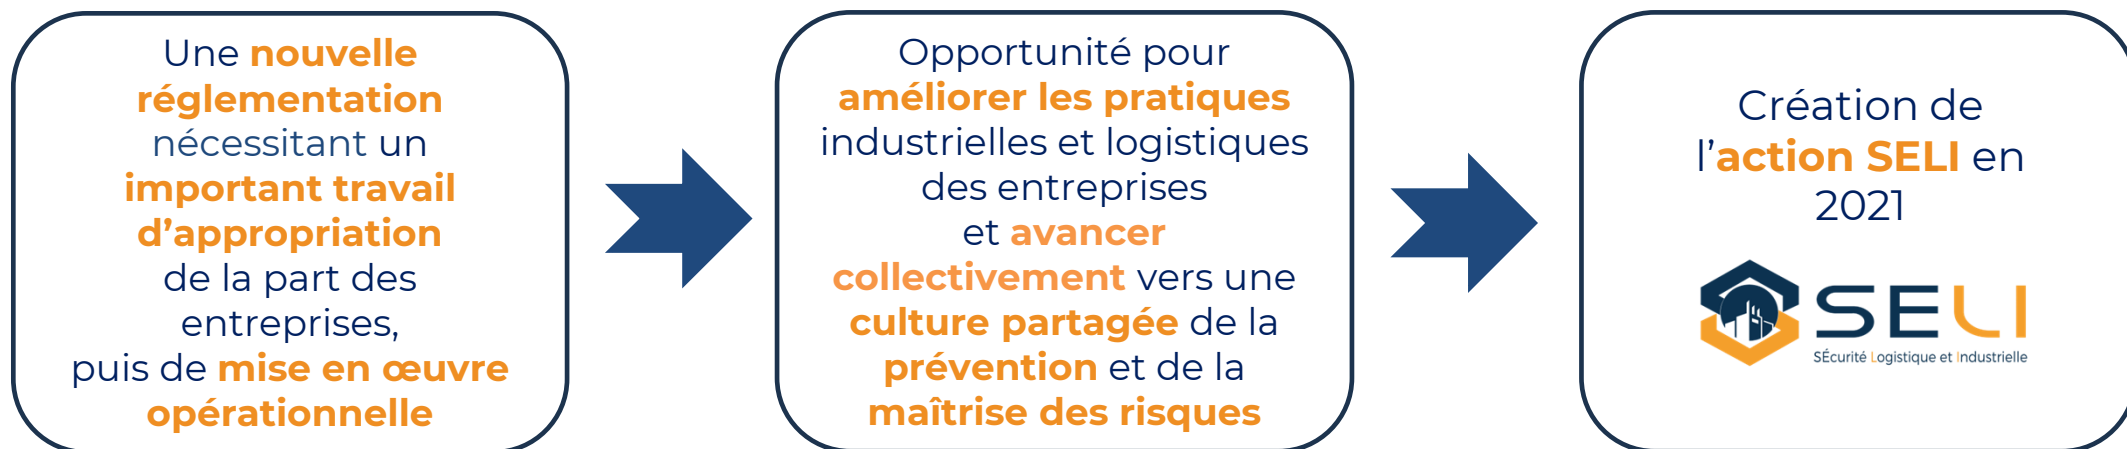 Une nouvelle
réglementation
nécessitant un
important travail
d’appropriation
de la part des
entreprises,
puis de mise en œuvre
opérationnelle
Opportunité pour
améliorer les pratiques
industrielles et logistiques
des entreprises
et avancer
collectivement vers une
culture partagée de la
prévention et de la
maîtrise des risques
Création de
l’action SELI en
2021
SELI
SÉcurité Logistique et Industrielle